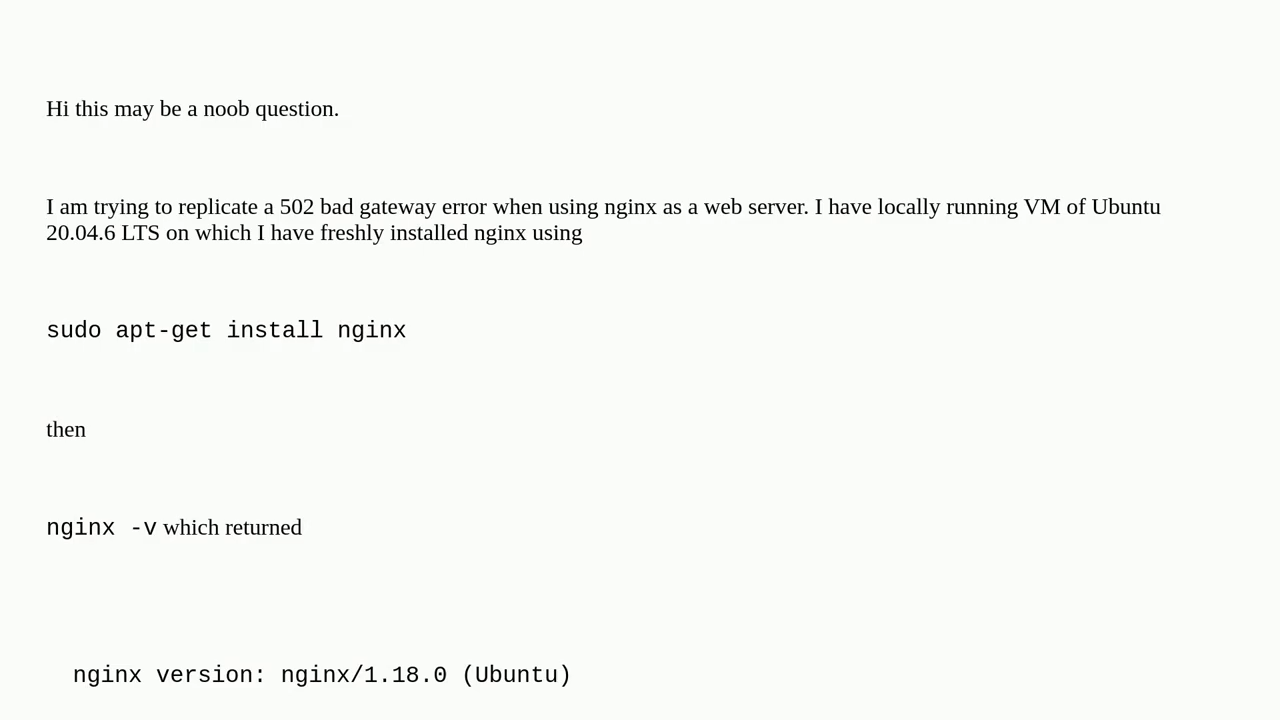 Hi this may be a noob question.
I am trying to replicate a 502 bad gateway error when using nginx as a web server. I have locally running VM of Ubuntu
20.04.6 LTS on which I have freshly installed nginx using
sudo apt-get install nginx
then
nginx -v which returned
nginx version: nginx/1.18.0 (Ubuntu)